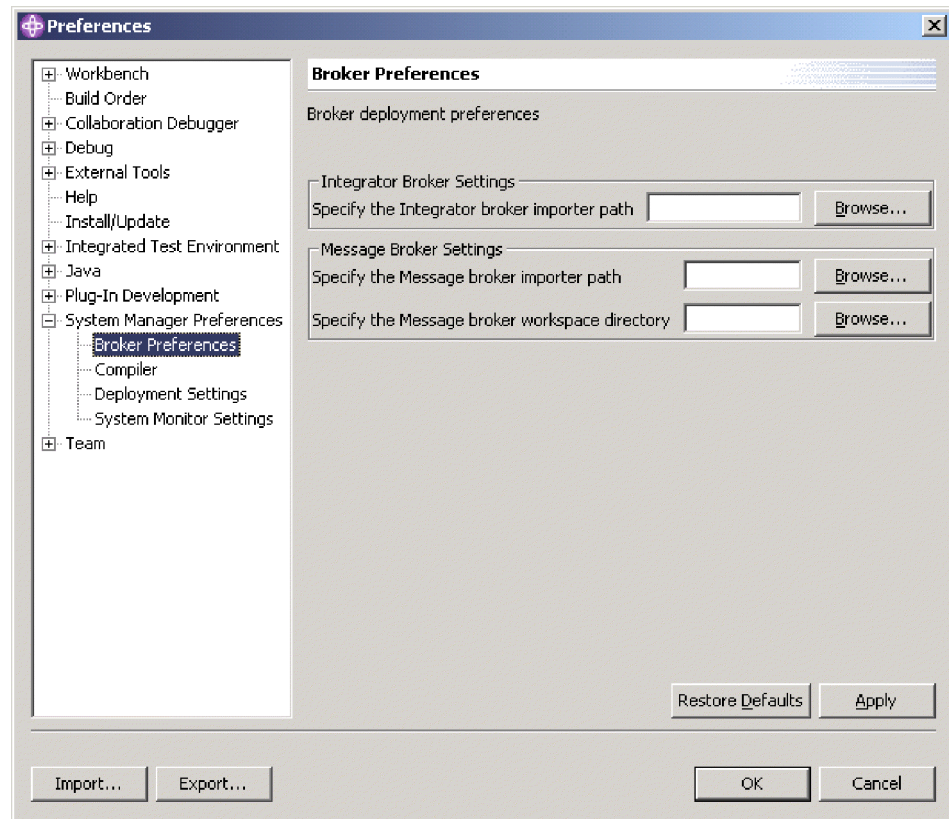 Preferences
Workbench
Build Order
Collaboration Debugger
Debug
External Tools
Help
Install/Update
Integrated Test Environment
Java
Plug-In Development
System Manager Preferences
Broker Preferences
Compiler
Deployment Settings
System Monitor Settings
Team
Broker Preferences
Broker deployment preferences
Integrator Broker Settings
Specify the Integrator broker importer path Browse...
Message Broker Settings
Specify the Message broker importer path Browse...
Specify the Message broker workspace directory Browse...
Restore Defaults Apply
Import... Export... OK Cancel